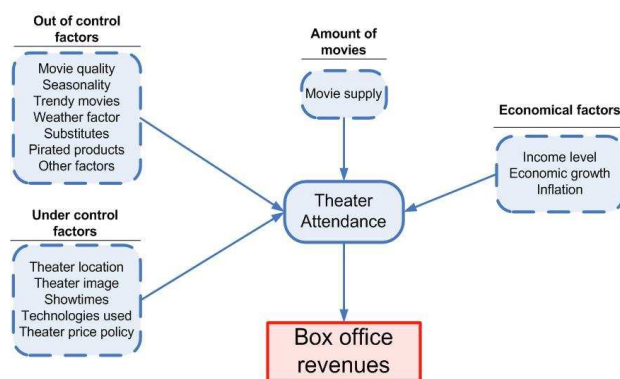 Out of control
factors
Movie quality
Seasonality
Trendy movies
Weather factor
Substitutes
Pirated products
Other factors
Amount of
movies
Movie supply
Economical factors
Income level
Economic growth
Inflation
Theater
Attendance
Under control
factors
Theater location
Theater image
Showtimes
Technologies used
Theater price policy
Box office
revenues